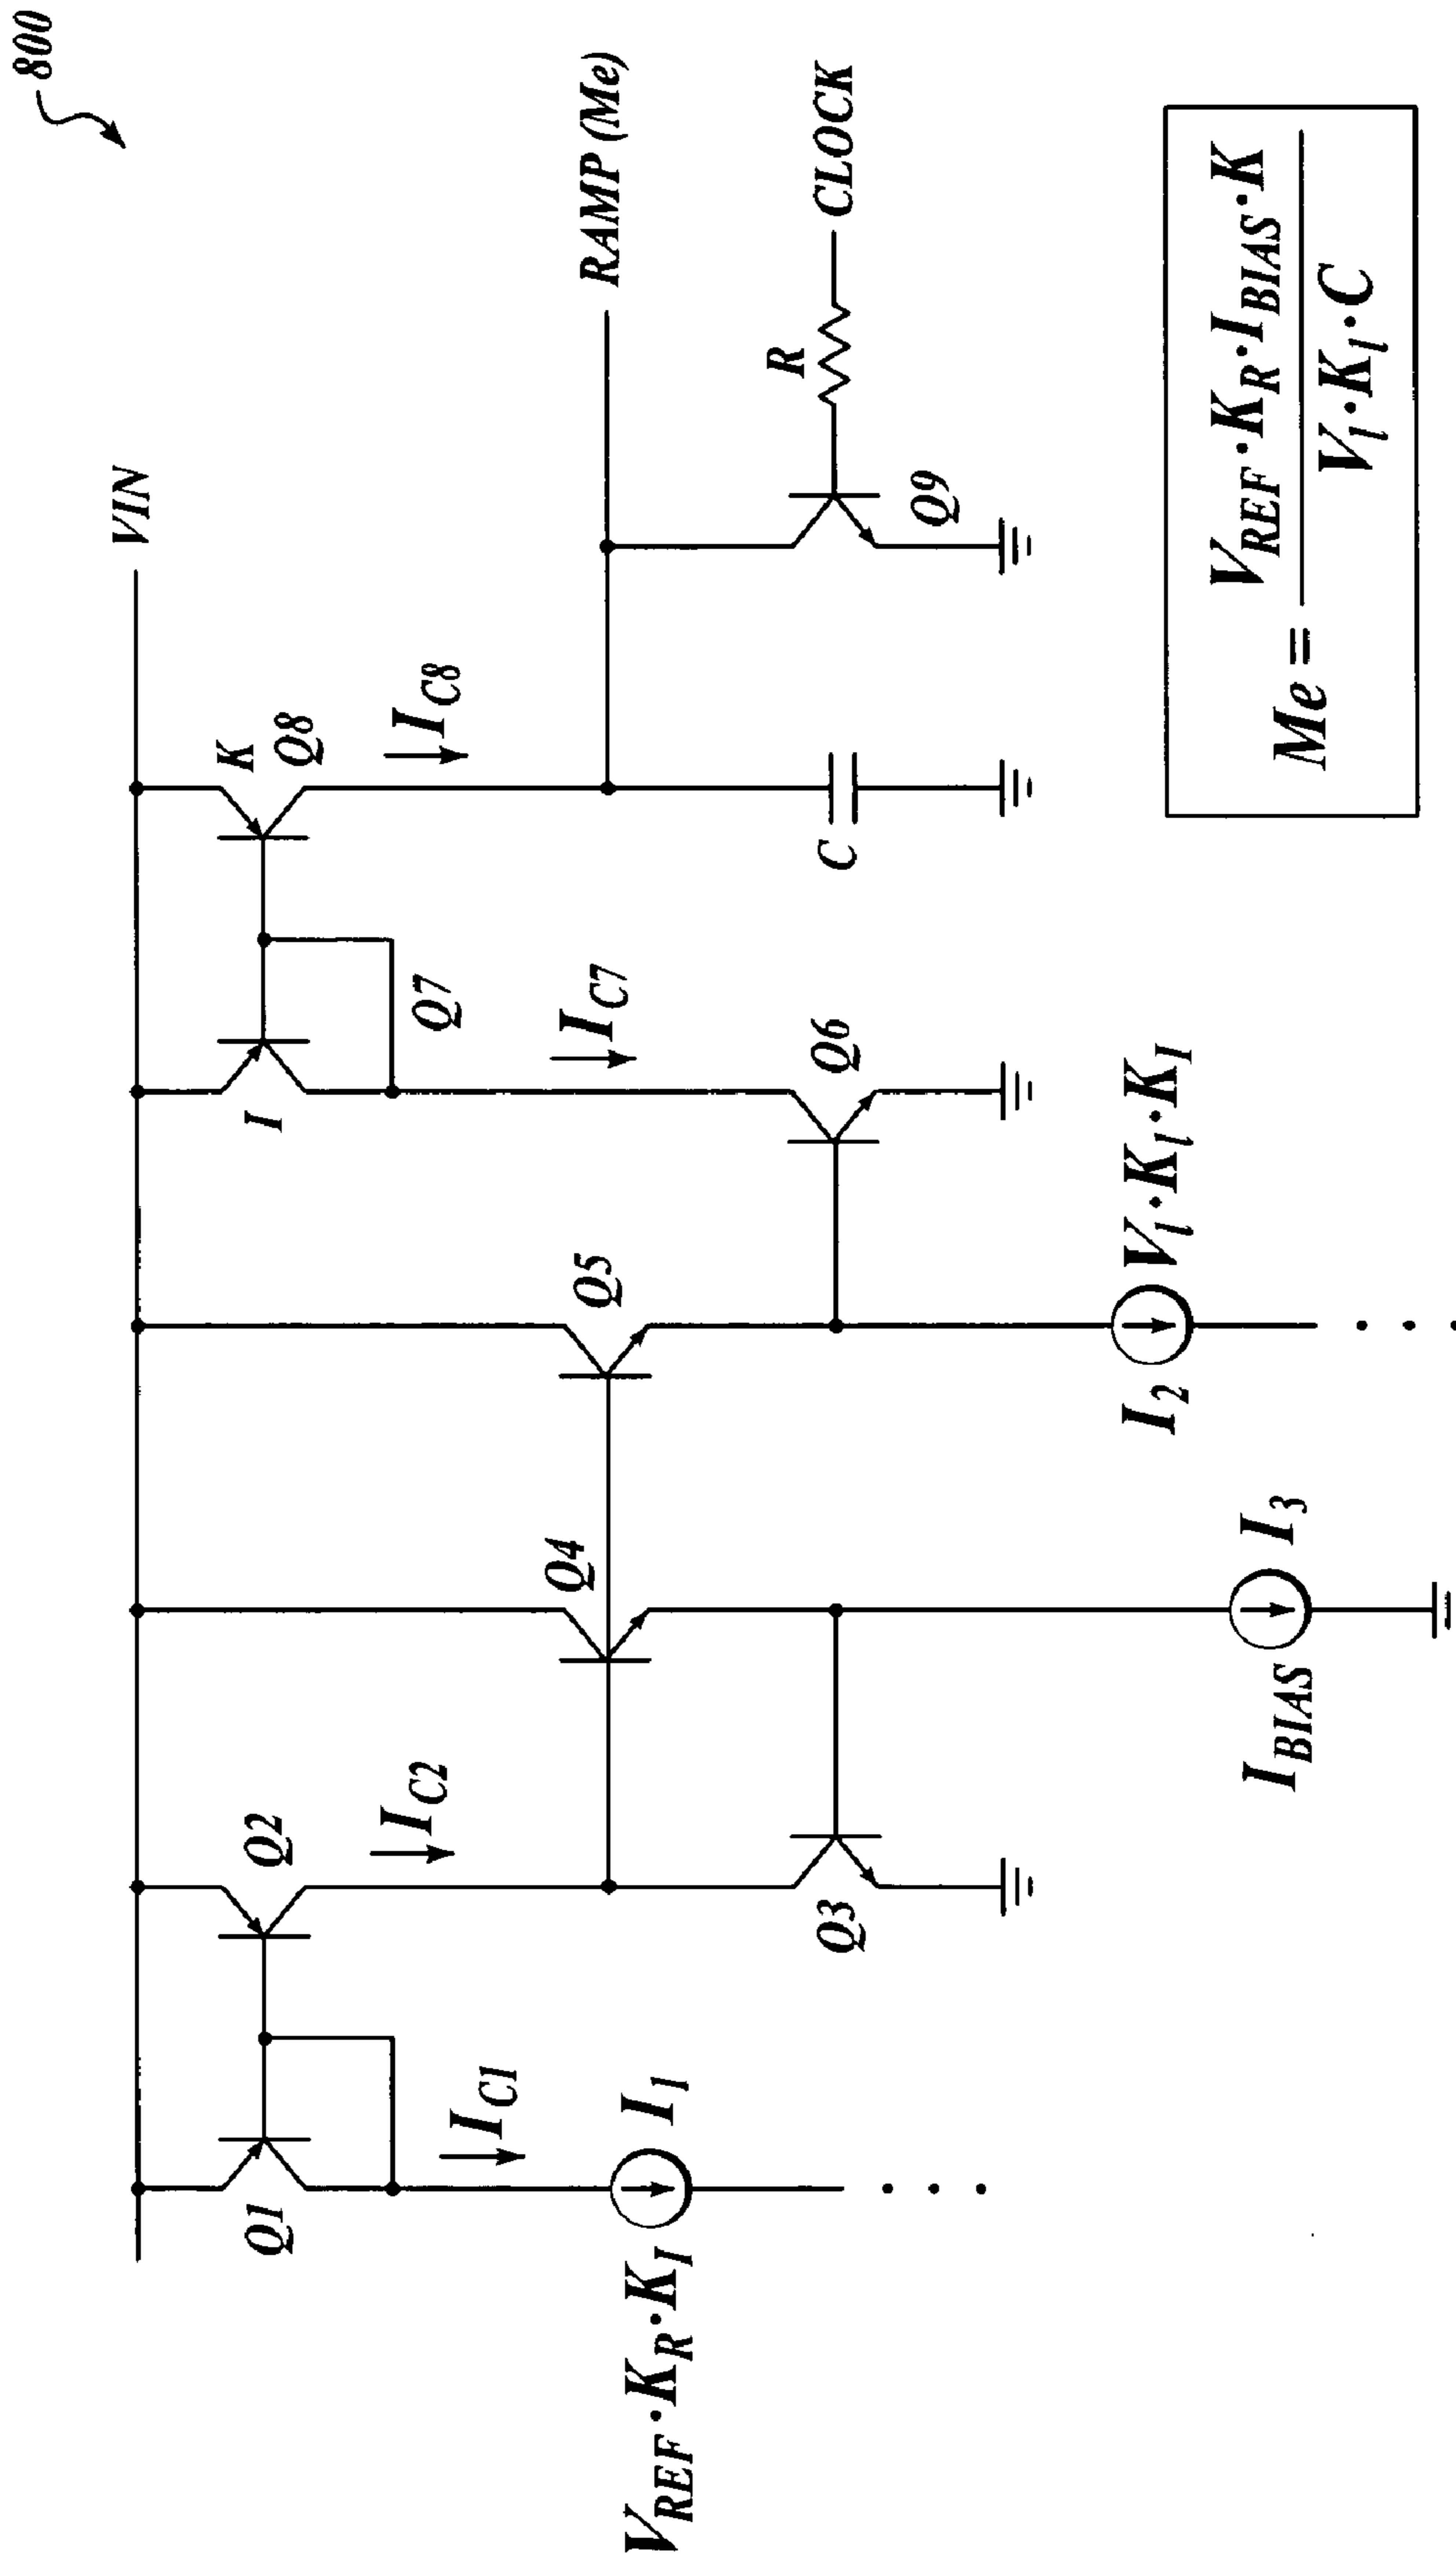 800
VIN
Q1
Q2
I
Q7
K
Q8
I_C1
I_C2
I_C7
I_C8
Q4
Q5
RAMP (Me)
V_REF·K_R·K_I
I_1
Q3
Q6
C
R
CLOCK
Q9
I_BIAS
I_3
I_2
V_l·K_l·K_I
Me = V_REF·K_R·I_BIAS·K
V_l·K_l·C